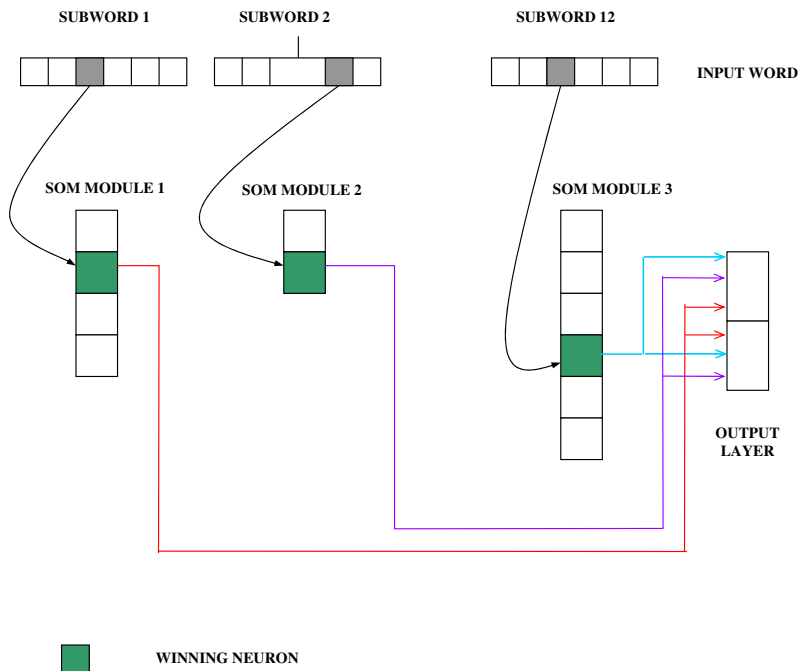 SUBWORD 1
SUBWORD 2
SUBWORD 12
INPUT WORD
SOM MODULE 1
SOM MODULE 2
SOM MODULE 3
OUTPUT
LAYER
WINNING NEURON